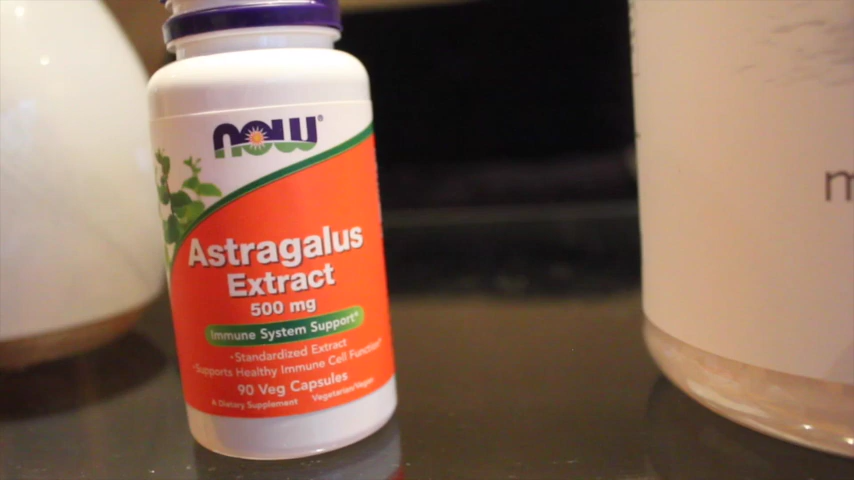 NOW®
Astragalus
Extract
500 mg
Immune System Support*
•Standardized Extract
•Supports Healthy Immune Cell Function*
90 Veg Capsules
A Dietary Supplement Vegetarian/Vegan
m